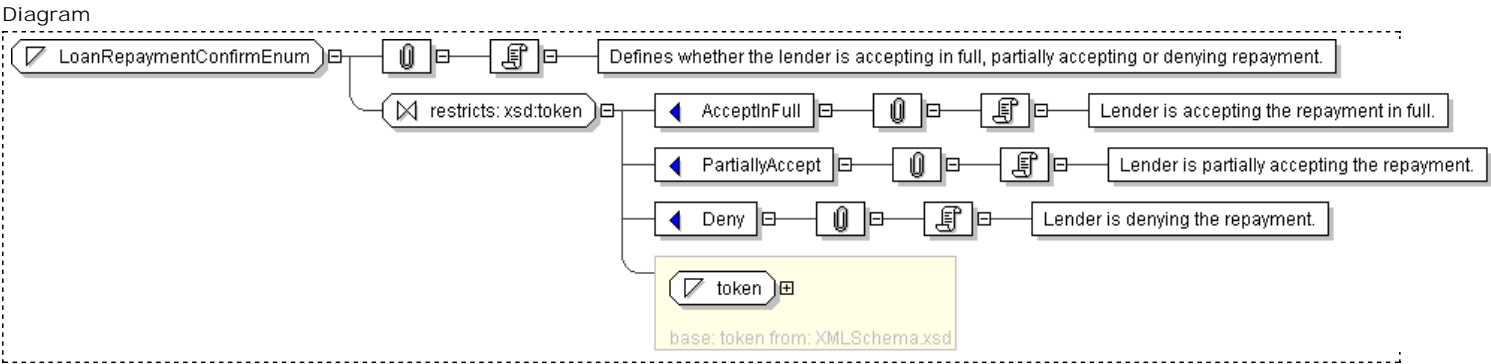 Diagram
LoanRepaymentConfirmEnum Defines whether the lender is accepting in full, partially accepting or denying repayment.
restricts: xsd:token AcceptInFull Lender is accepting the repayment in full.
PartiallyAccept Lender is partially accepting the repayment.
Deny Lender is denying the repayment.
token
base: token from: XMLSchema.xsd